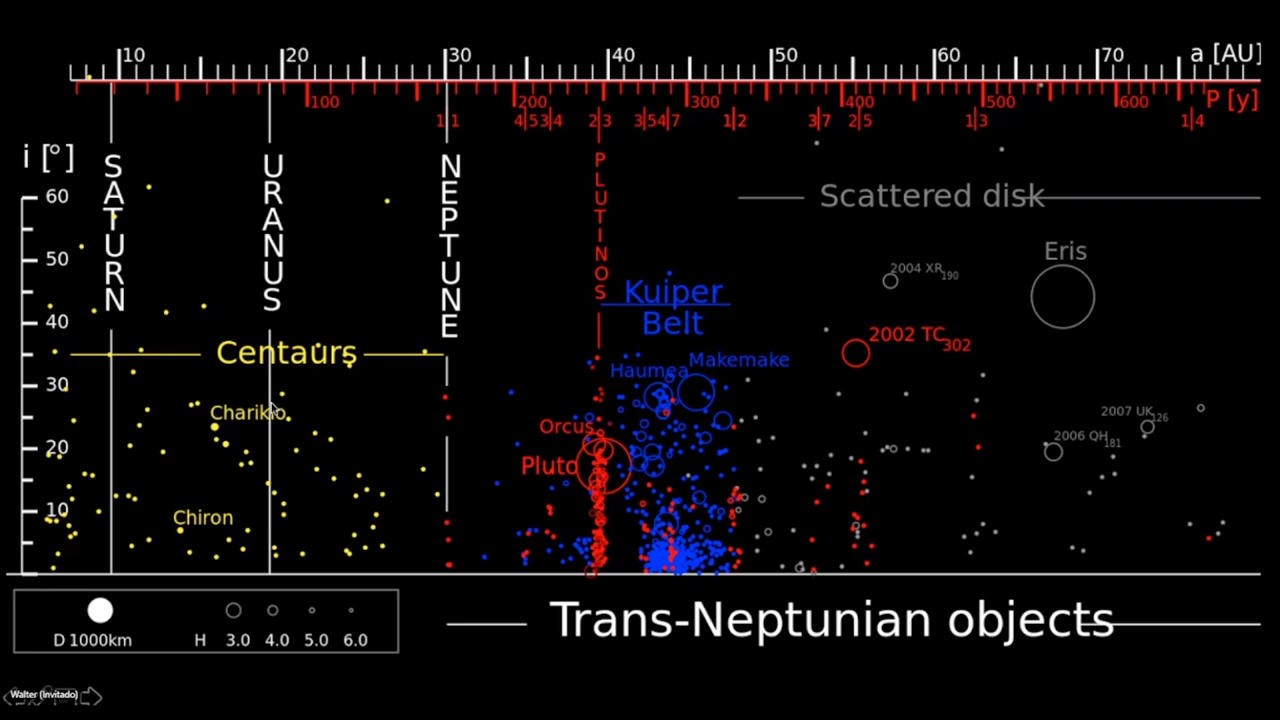 10 20 30 40 50 60 70 a [AU]
100 200 300 400 500 600 P [y]
1|1 4|5 3|4 2|3 3|5 4|7 1|2 3|7 2|5 1|3 1|4
i [°]
60
50
40
30
20
10
SATURN
URANUS
NEPTUNE
PLUTINOS
Scattered disk
Eris
2004 XR190
Kuiper
Belt
2002 TC302
Centaurs
Makemake
Haumea
Chariklo
Orcus
2007 UK126
2006 QH181
Pluto
Chiron
D 1000km H 3.0 4.0 5.0 6.0
Trans-Neptunian objects
Walter (Invitado)